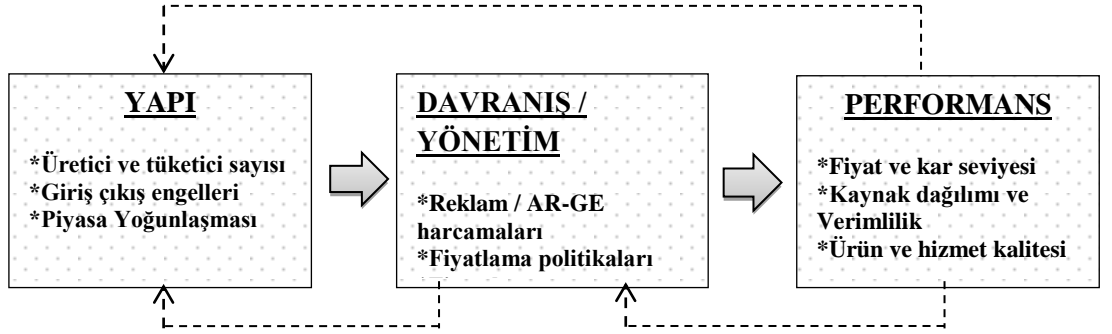 YAPI
*Üretici ve tüketici sayısı
*Giriş çıkış engelleri
*Piyasa Yoğunlaşması
DAVRANIŞ /
YÖNETİM
*Reklam / AR-GE
harcamaları
*Fiyatlama politikaları
PERFORMANS
*Fiyat ve kar seviyesi
*Kaynak dağılımı ve
Verimlilik
*Ürün ve hizmet kalitesi